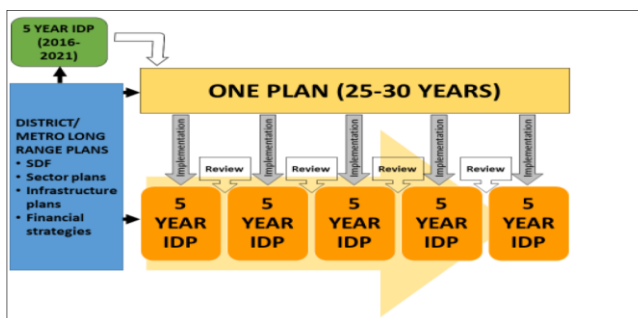 5 YEAR IDP
(2016-
2021)
ONE PLAN (25-30 YEARS)
DISTRICT/
METRO LONG
RANGE PLANS
• SDF
• Sector plans
• Infrastructure
plans
• Financial
strategies
Implementation
Implementation
Implementation
Implementation
Implementation
Review
Review
Review
Review
5
YEAR
IDP
5
YEAR
IDP
5
YEAR
IDP
5
YEAR
IDP
5
YEAR
IDP